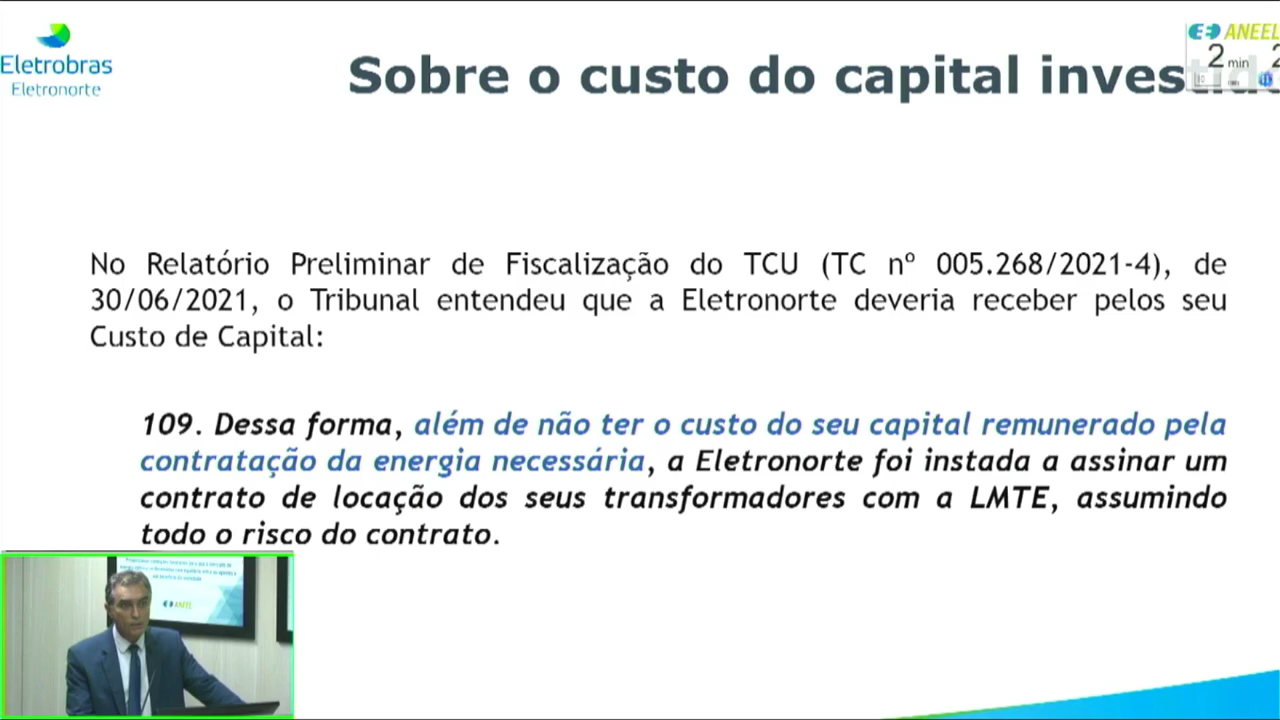 Eletrobras
Eletronorte
Sobre o custo do capital investido
ANEEL
2 min 2
No Relatório Preliminar de Fiscalização do TCU (TC nº 005.268/2021-4), de
30/06/2021, o Tribunal entendeu que a Eletronorte deveria receber pelos seu
Custo de Capital:
109. Dessa forma, além de não ter o custo do seu capital remunerado pela
contratação da energia necessária, a Eletronorte foi instada a assinar um
contrato de locação dos seus transformadores com a LMTE, assumindo
todo o risco do contrato.
ANEEL